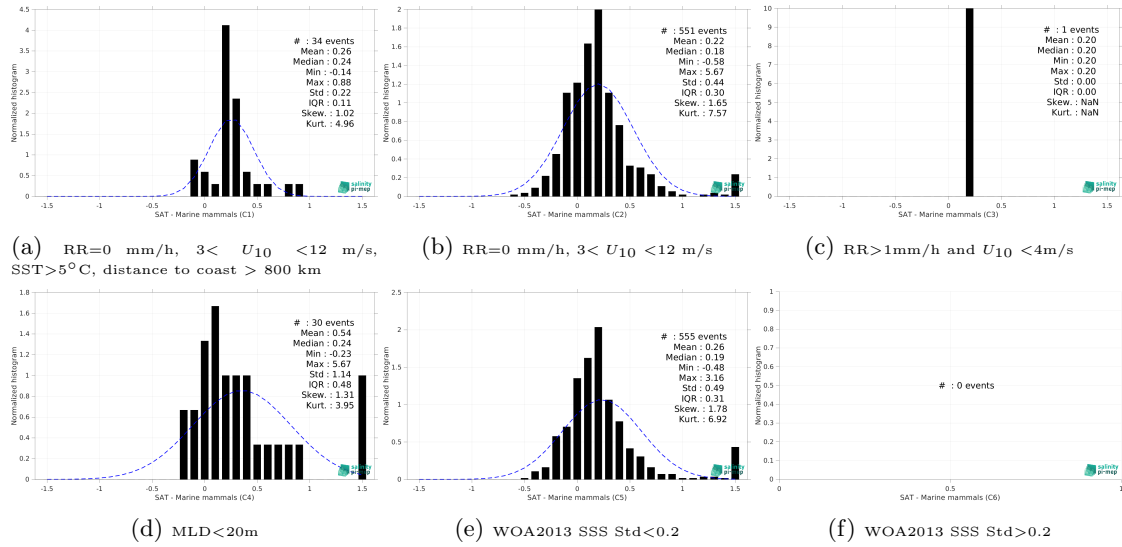 Normalized histogram
4.5
4
3.5
3
2.5
2
1.5
1
0.5
0
-1.5 -1 -0.5 0 0.5 1 1.5
SAT - Marine mammals (C1)
# : 34 events
Mean : 0.26
Median : 0.24
Min : -0.14
Max : 0.88
Std : 0.22
IQR : 0.11
Skew. : 1.02
Kurt. : 4.96
salinity
pi-mep
(a) RR=0 mm/h, 3< U10 <12 m/s,
SST>5°C, distance to coast > 800 km
Normalized histogram
2
1.8
1.6
1.4
1.2
1
0.8
0.6
0.4
0.2
0
-1.5 -1 -0.5 0 0.5 1 1.5
SAT - Marine mammals (C2)
# : 551 events
Mean : 0.22
Median : 0.18
Min : -0.58
Max : 5.67
Std : 0.44
IQR : 0.30
Skew. : 1.65
Kurt. : 7.57
salinity
pi-mep
(b) RR=0 mm/h, 3< U10 <12 m/s
Normalized histogram
10
9
8
7
6
5
4
3
2
1
0
-1.5 -1 -0.5 0 0.5 1 1.5
SAT - Marine mammals (C3)
# : 1 events
Mean : 0.20
Median : 0.20
Min : 0.20
Max : 0.20
Std : 0.00
IQR : 0.00
Skew. : NaN
Kurt. : NaN
salinity
pi-mep
(c) RR>1mm/h and U10 <4m/s
Normalized histogram
1.8
1.6
1.4
1.2
1
0.8
0.6
0.4
0.2
0
-1.5 -1 -0.5 0 0.5 1 1.5
SAT - Marine mammals (C4)
# : 30 events
Mean : 0.54
Median : 0.24
Min : -0.23
Max : 5.67
Std : 1.14
IQR : 0.48
Skew. : 1.31
Kurt. : 3.95
salinity
pi-mep
(d) MLD<20m
Normalized histogram
2.5
2
1.5
1
0.5
0
-1.5 -1 -0.5 0 0.5 1 1.5
SAT - Marine mammals (C5)
# : 555 events
Mean : 0.26
Median : 0.19
Min : -0.48
Max : 3.16
Std : 0.49
IQR : 0.31
Skew. : 1.78
Kurt. : 6.92
salinity
pi-mep
(e) WOA2013 SSS Std<0.2
Normalized histogram
1
0.9
0.8
0.7
0.6
0.5
0.4
0.3
0.2
0.1
0
0 0.5 1
SAT - Marine mammals (C6)
# : 0 events
salinity
pi-mep
(f) WOA2013 SSS Std>0.2